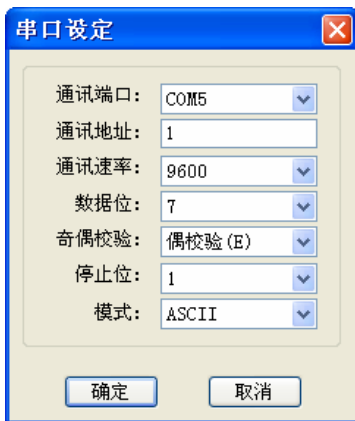 串口设定
通讯端口: COM5
通讯地址: 1
通讯速率: 9600
数据位: 7
奇偶校验: 偶校验(E)
停止位: 1
模式: ASCII
确定 取消